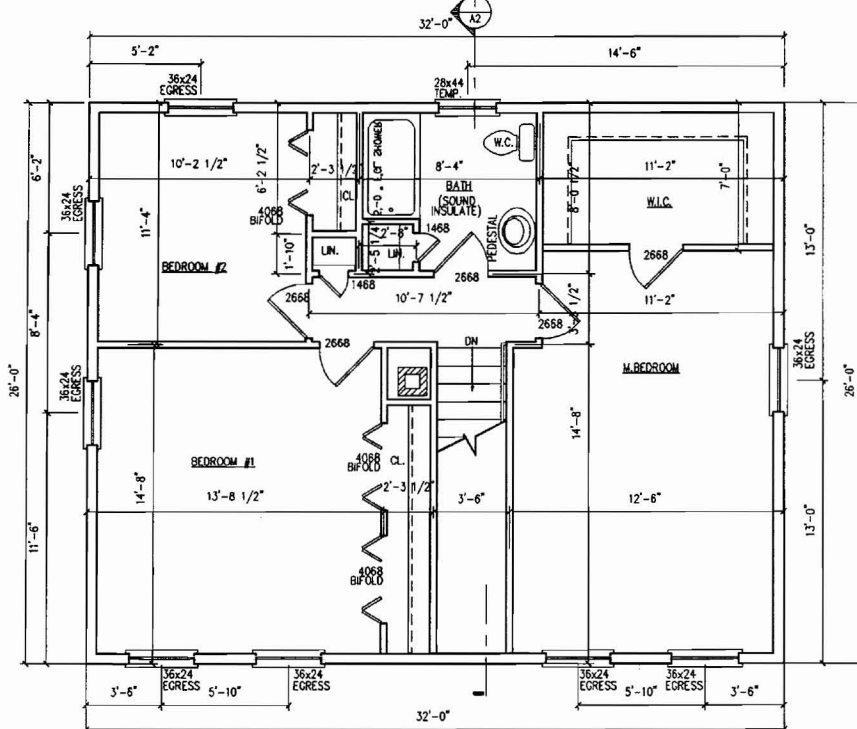 A2
32'-0"
5'-2"
14'-6"
36x24
EGRESS
28x44
TEMP.
6'-2"
36x24
EGRESS
10'-2 1/2"
6'-2 1/2"
2'-3 1/2"
CL.
SHOWER
W.C.
8'-4"
BATH
(SOUND
INSULATE)
PEDESTAL
11'-2"
8'-0 1/2"
7'-0"
W.I.C.
13'-0"
11'-4"
4068
BIFOLD
1'-10"
LIN.
1468
2'-8"
LIN.
1468
2668
2668
BEDROOM #2
2668
10'-7 1/2"
2668
11'-2"
8'-4"
2668
DN
M.BEDROOM
36x24
EGRESS
26'-0"
26'-0"
36x24
EGRESS
14'-8"
BEDROOM #1
4068
BIFOLD
CL.
2'-3 1/2"
14'-8"
13'-8 1/2"
3'-6"
12'-6"
13'-0"
11'-6"
4068
BIFOLD
36x24
EGRESS
36x24
EGRESS
36x24
EGRESS
36x24
EGRESS
3'-6"
5'-10"
5'-10"
3'-6"
32'-0"